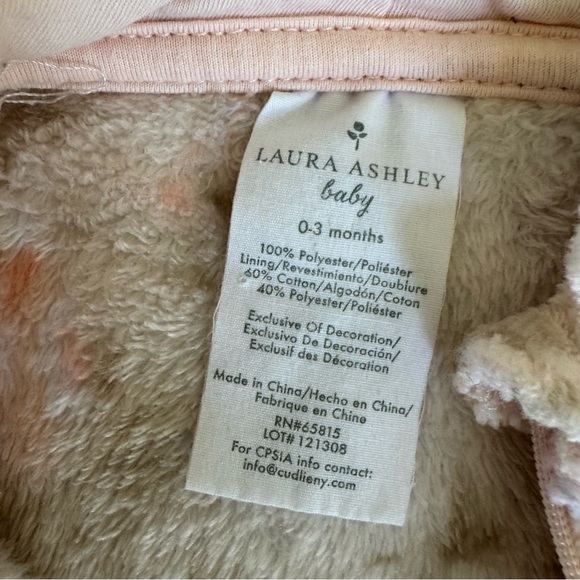 LAURA ASHLEY
baby
0-3 months
100% Polyester/Poliéster
Lining/Revestimiento/Doublure
60% Cotton/Algodón/Coton
40% Polyester/Poliéster
Exclusive Of Decoration/
Exclusivo De Decoración/
Exclusif des Décoration
Made in China/Hecho en China/
Fabrique en Chine
RN#65815
LOT# 121308
For CPSIA info contact:
info@cudlieny.com